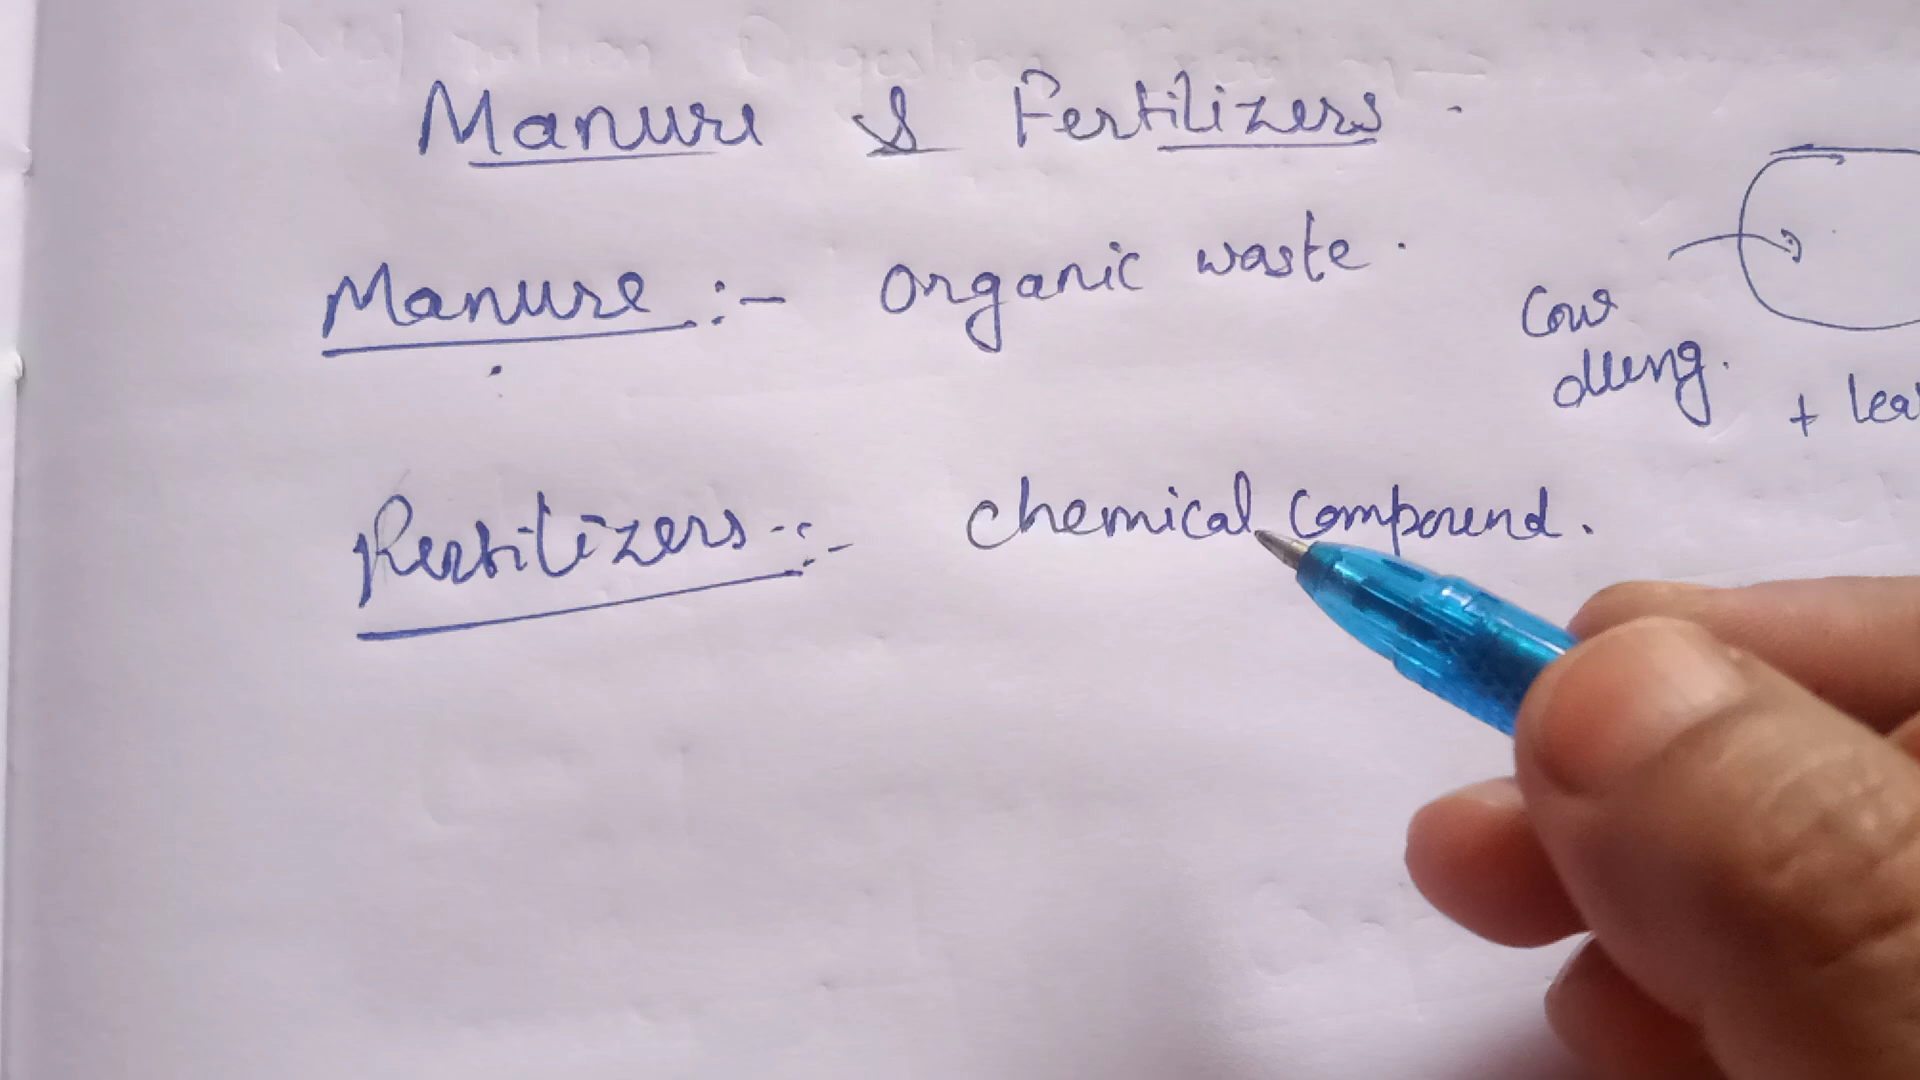 Manure & Fertilizers.
Manure :- Organic waste.
Cow
dung.
+ lea
Fertilizers :- Chemical compound.